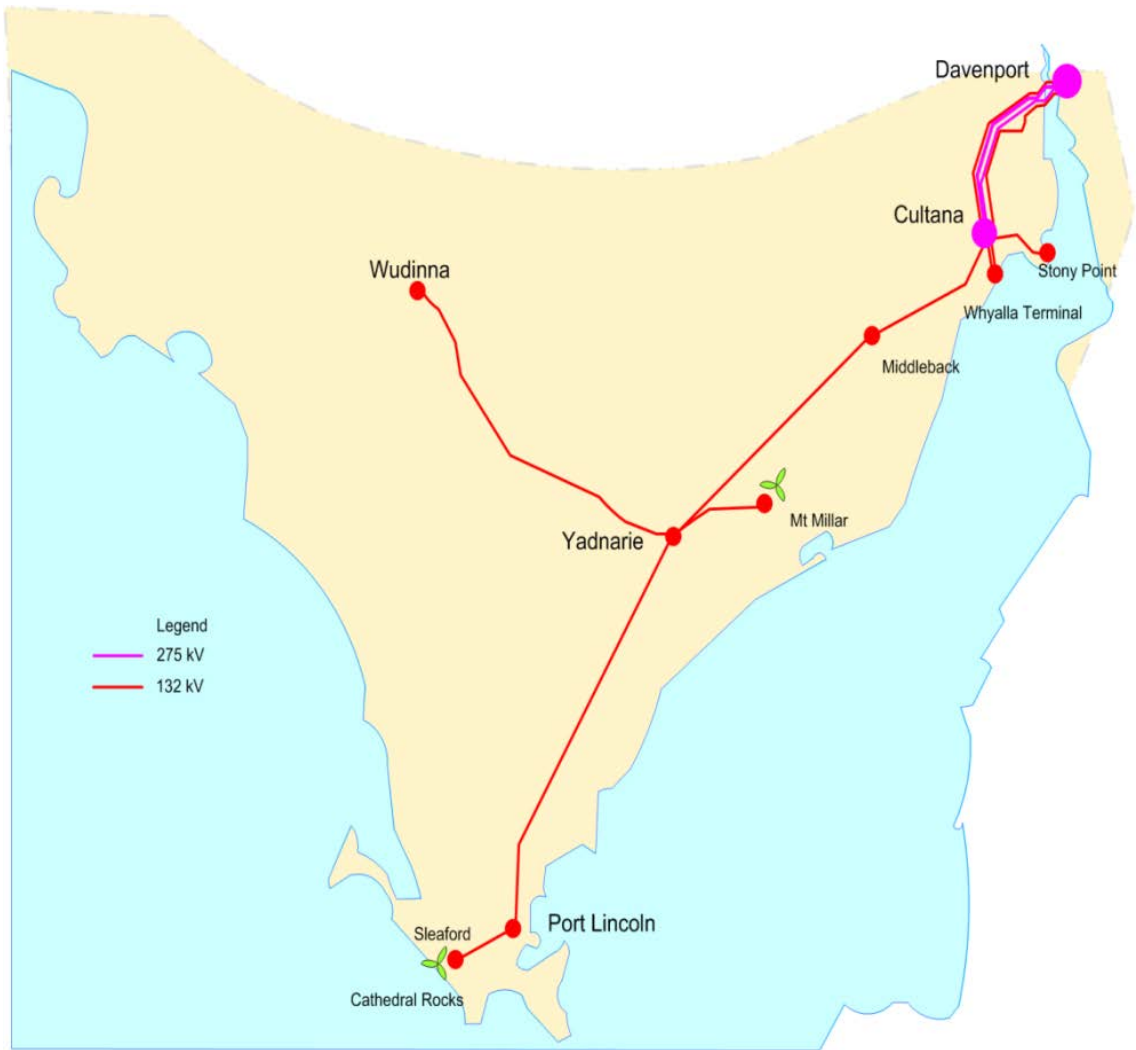 Davenport
Cultana
Wudinna
Stony Point
Whyalla Terminal
Middleback
Mt Millar
Yadnarie
Legend
275 kV
132 kV
Port Lincoln
Sleaford
Cathedral Rocks